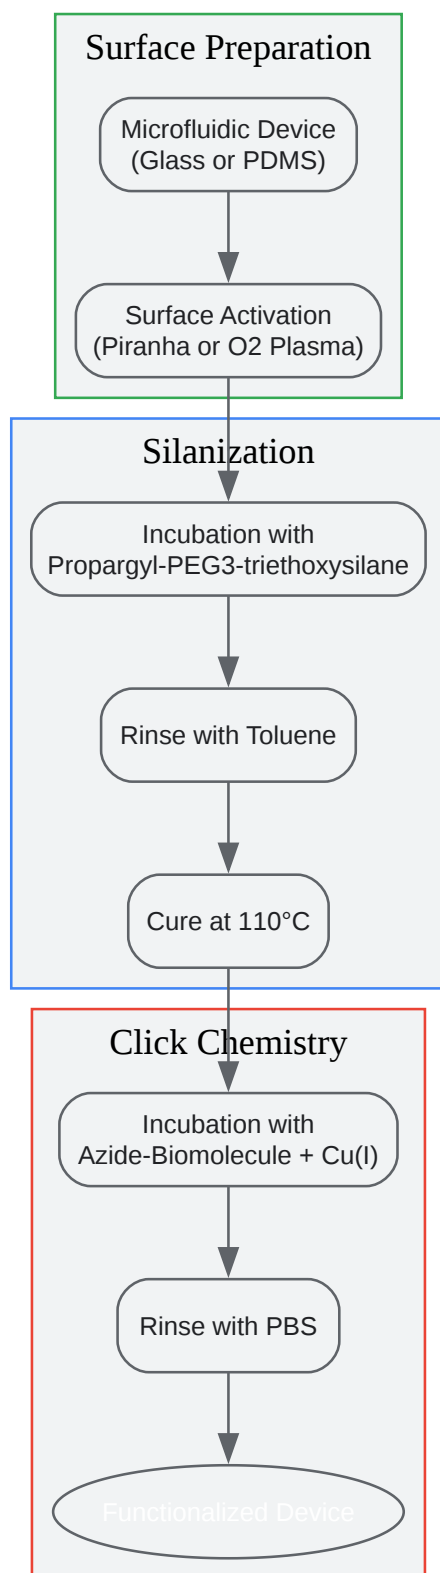 Surface Preparation
Microfluidic Device
(Glass or PDMS)
Surface Activation
(Piranha or O2 Plasma)
Silanization
Incubation with
Propargyl-PEG3-triethoxysilane
Rinse with Toluene
Cure at 110°C
Click Chemistry
Incubation with
Azide-Biomolecule + Cu(I)
Rinse with PBS
Functionalized Device